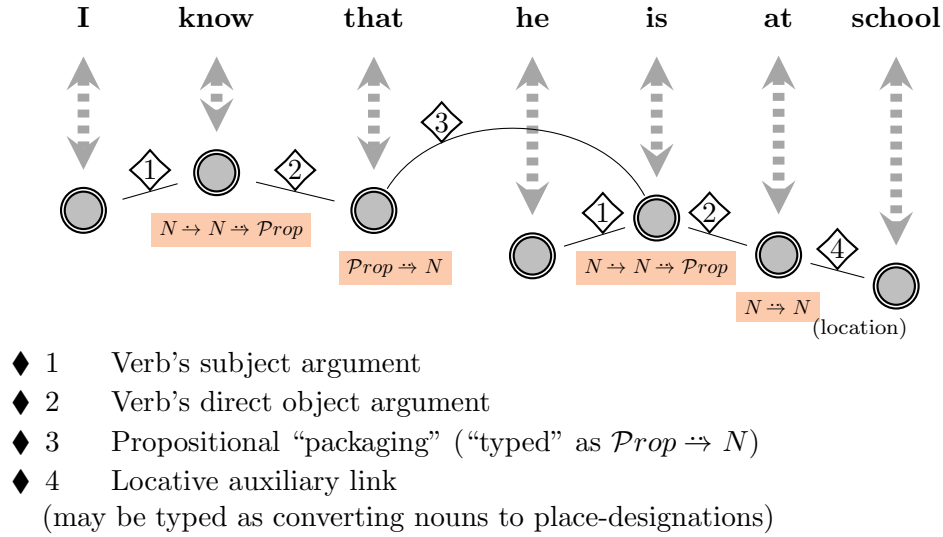 I know that he is at school
3
1 2 1 2 4
N → N →̈ Prop
Prop →̈ N
N → N →̈ Prop
N →̈ N
(location)
♦ 1 Verb's subject argument
♦ 2 Verb's direct object argument
♦ 3 Propositional “packaging” (“typed” as Prop →̈ N)
♦ 4 Locative auxiliary link
(may be typed as converting nouns to place-designations)